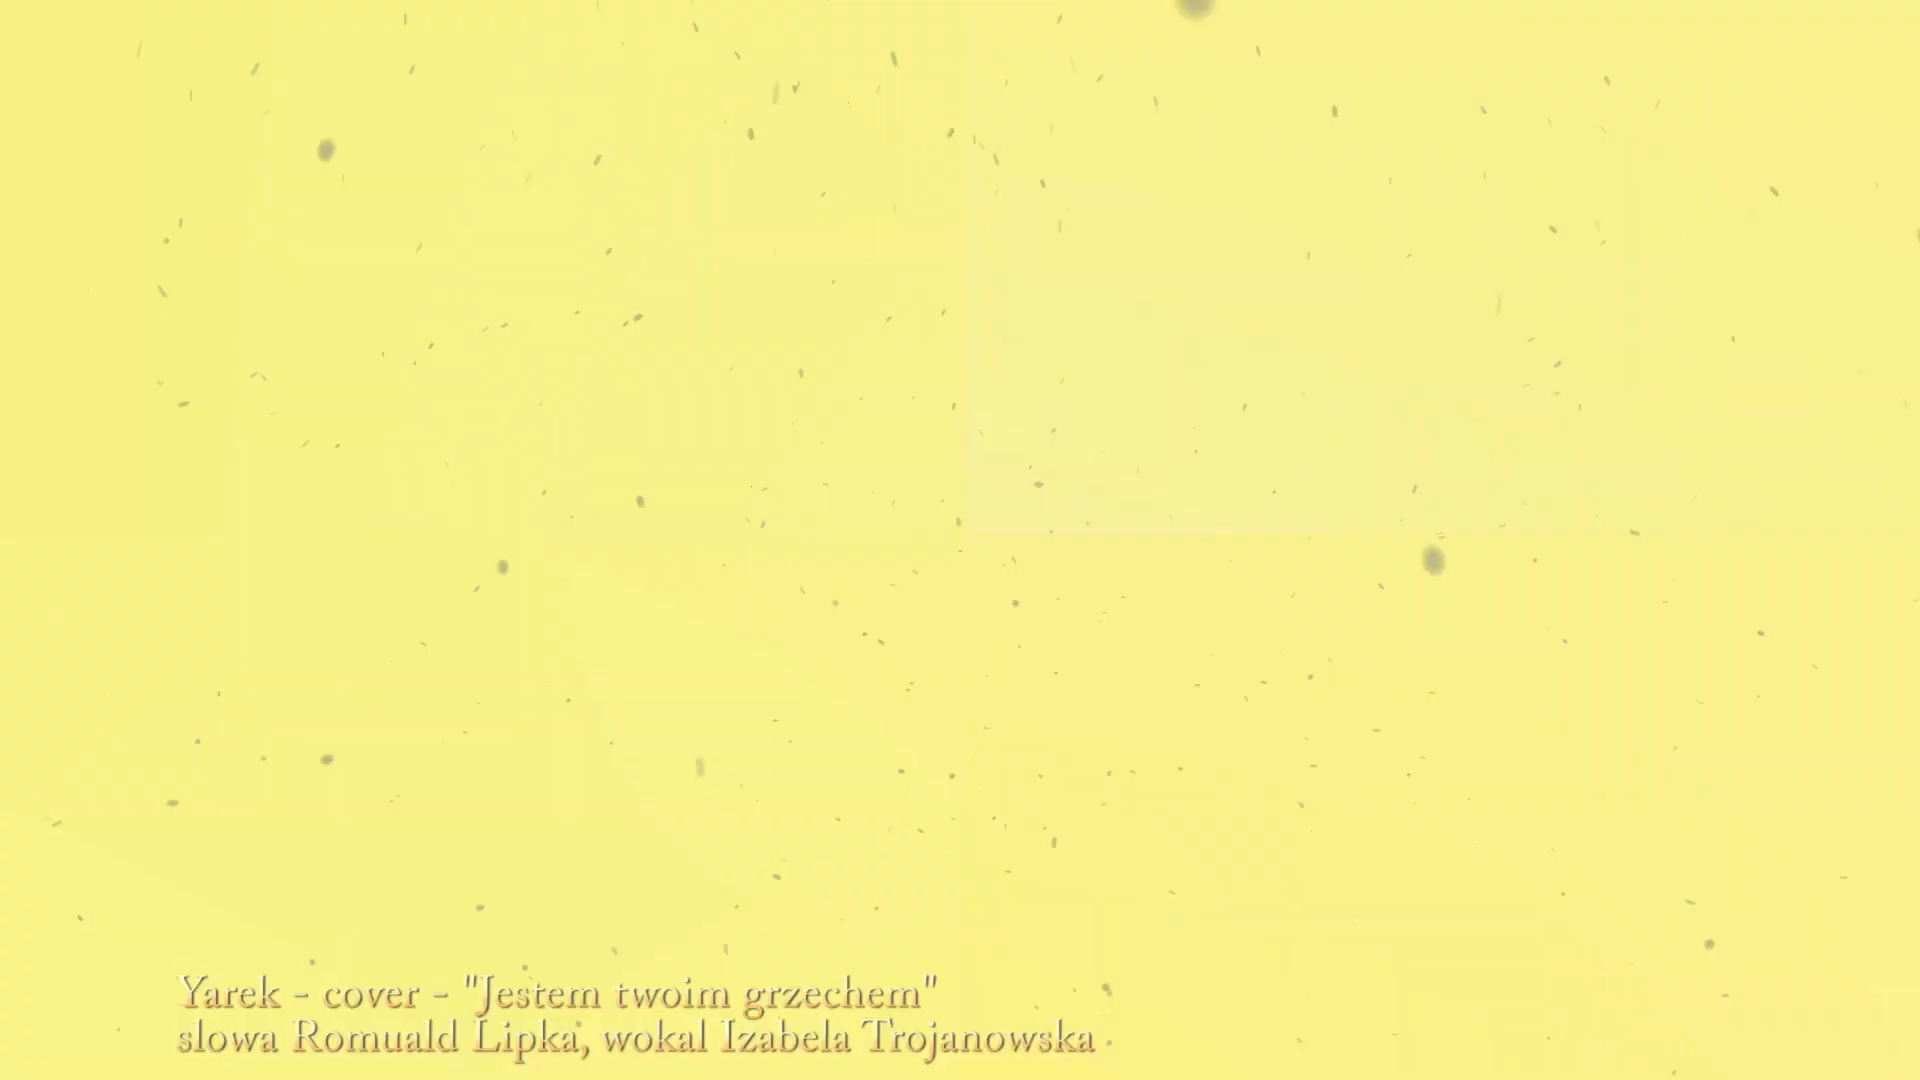 Yarek - cover - "Jestem twoim grzechem"
slowa Romuald Lipka, wokal Izabela Trojanowska